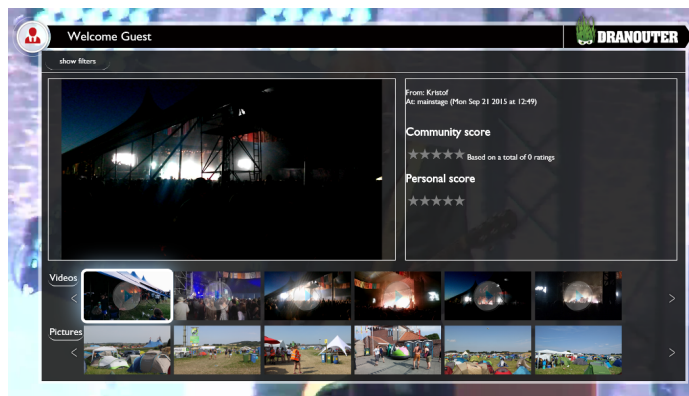 Welcome Guest
DRANOUTER
show filters
From: Kristof
At: mainstage (Mon Sep 21 2015 at 12:49)
Community score
Based on a total of 0 ratings
Personal score
Videos
Pictures